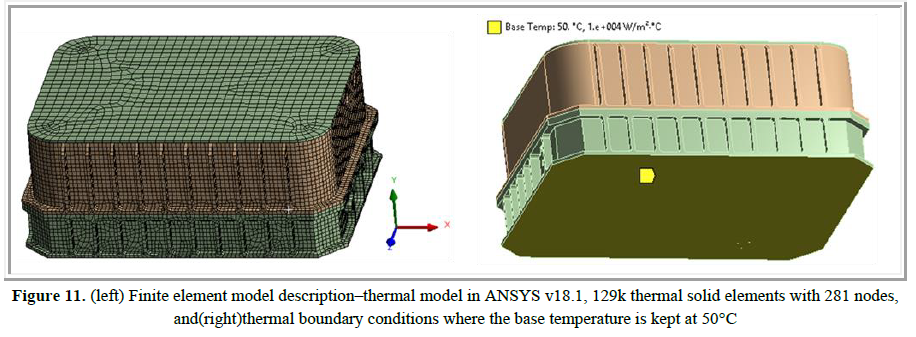 Base Temp: 50. °C, 1.e+004 W/m²·°C
Y
X
Z
Figure 11. (left) Finite element model description–thermal model in ANSYS v18.1, 129k thermal solid elements with 281 nodes,
and(right)thermal boundary conditions where the base temperature is kept at 50°C